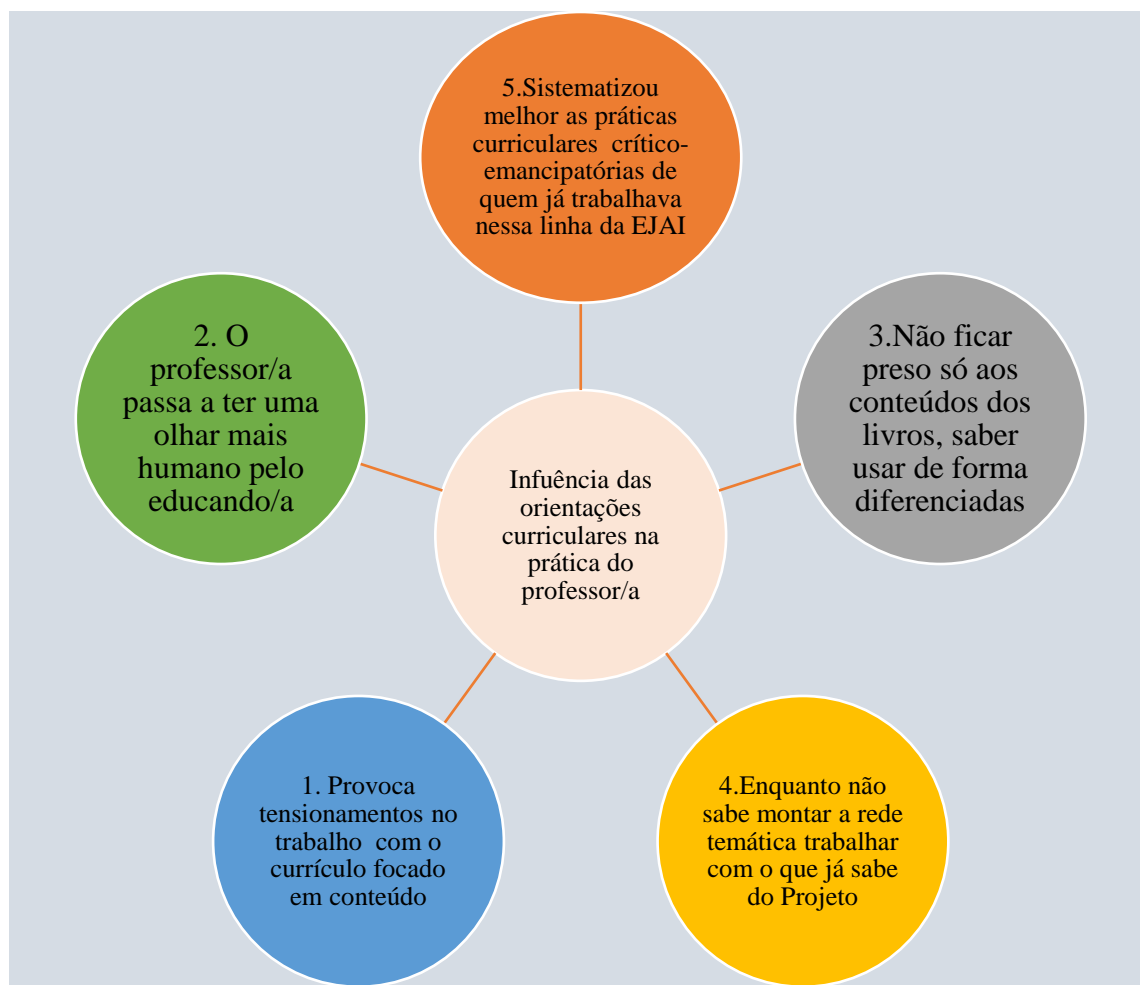 5.Sistematizou
melhor as práticas
curriculares crítico-
emancipatórias de
quem já trabalhava
nessa linha da EJAI
2. O
professor/a
passa a ter uma
olhar mais
humano pelo
educando/a
3.Não ficar
preso só aos
conteúdos dos
livros, saber
usar de forma
diferenciadas
Infuência das
orientações
curriculares na
prática do
professor/a
1. Provoca
tensionamentos no
trabalho com o
currículo focado
em conteúdo
4.Enquanto não
sabe montar a rede
temática trabalhar
com o que já sabe
do Projeto